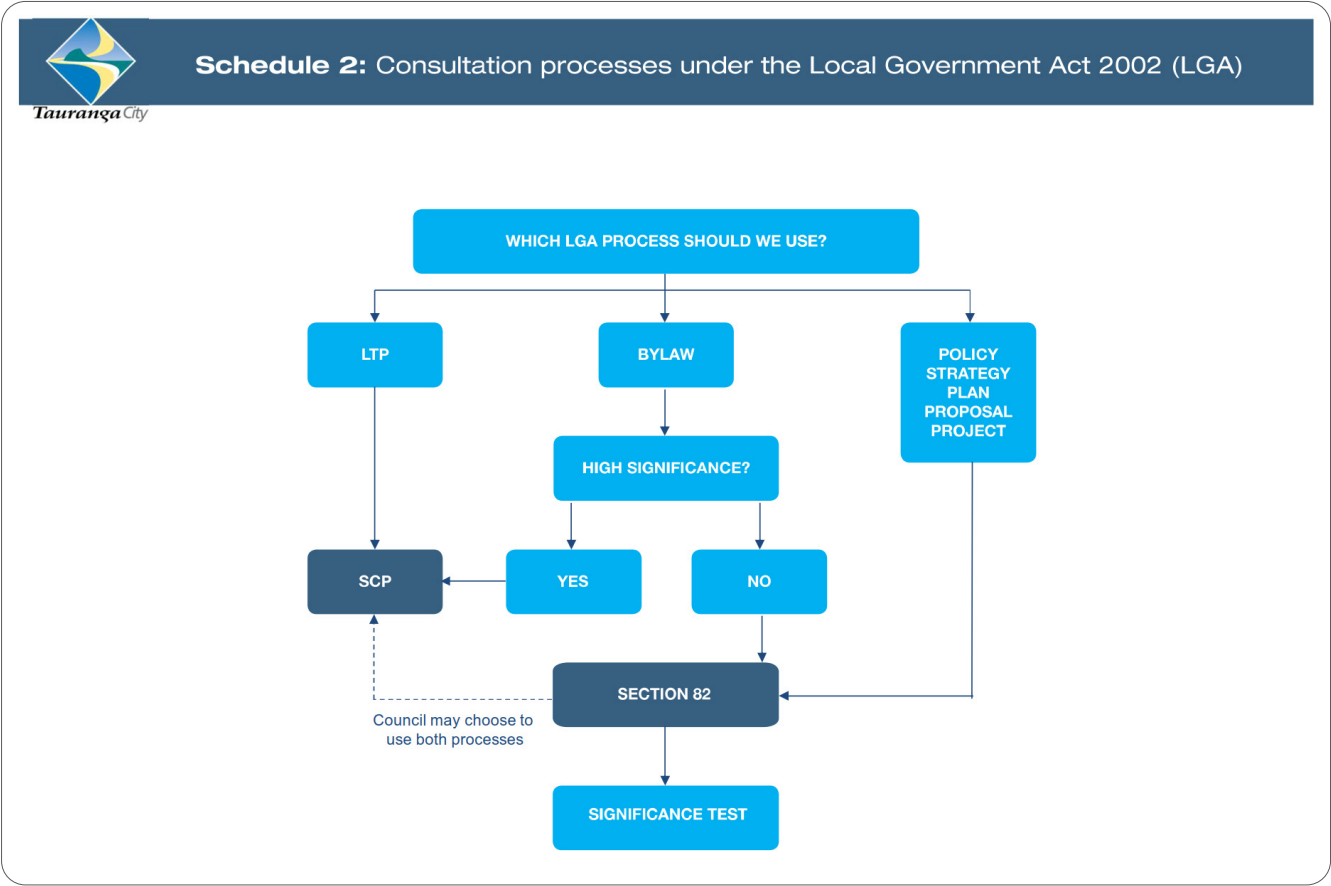 Schedule 2: Consultation processes under the Local Government Act 2002 (LGA)
Tauranga City
WHICH LGA PROCESS SHOULD WE USE?
LTP
BYLAW
POLICY
STRATEGY
PLAN
PROPOSAL
PROJECT
HIGH SIGNIFICANCE?
SCP
YES
NO
SECTION 82
Council may choose to
use both processes
SIGNIFICANCE TEST